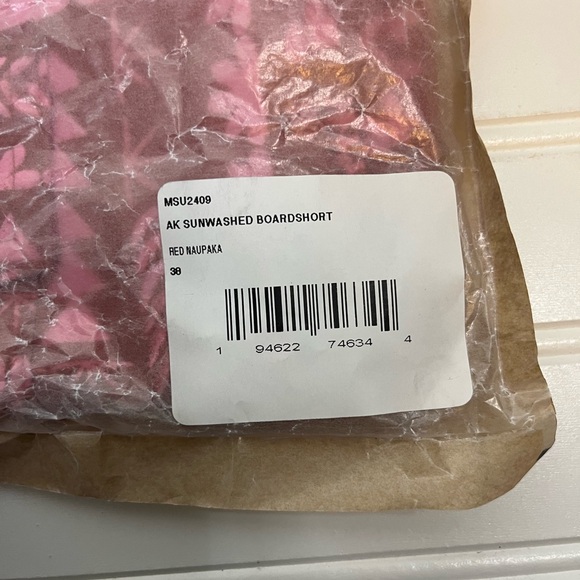 MSU2409
AK SUNWASHED BOARDSHORT
RED NAUPAKA
38
1 94622 74634 4